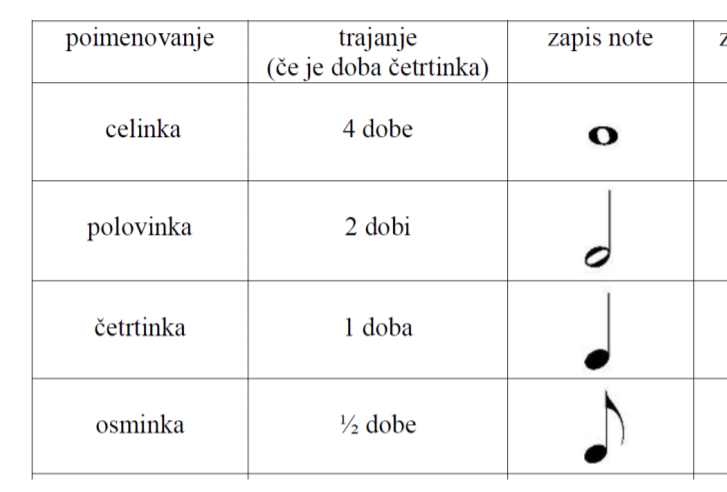 poimenovanje trajanje zapis note
(če je doba četrtinka)
celinka 4 dobe
polovinka 2 dobi
četrtinka 1 doba
osminka ½ dobe